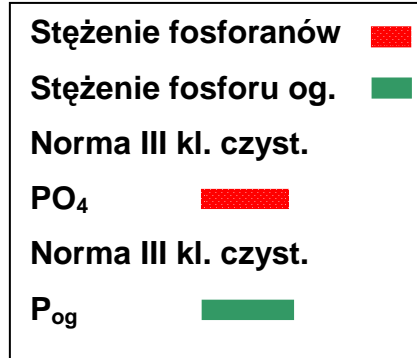 Stężenie fosforanów
Stężenie fosforu og.
Norma III kl. czyst.
PO₄
Norma III kl. czyst.
Pog